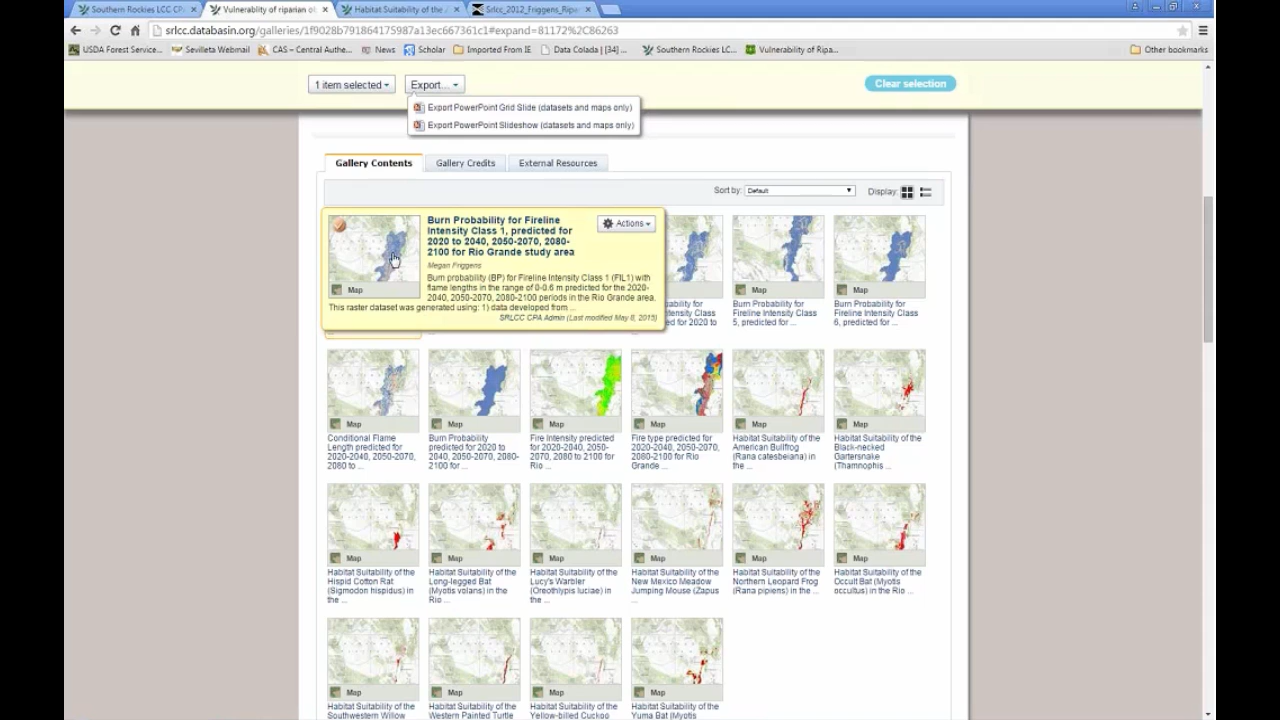 Southern Rockies LCC CPA
Vulnerablity of riparian o
Habitat Suitability of the
Srlcc_2012_Friggens_Ripa
srlcc.databasin.org/galleries/1f9028b791864175987a13ec667361c1#expand=81172%2C86263
USDA Forest Service...
Sevilleta Webmail
CAS – Central Authe...
News
Scholar
Imported From IE
Data Colada | [34] ...
Southern Rockies LC...
Vulnerability of Ripa...
Other bookmarks
1 item selected
Export...
Clear selection
Export PowerPoint Grid Slide (datasets and maps only)
Export PowerPoint Slideshow (datasets and maps only)
Gallery Contents
Gallery Credits
External Resources
Sort by:
Default
Display:
Burn Probability for Fireline
Intensity Class 1, predicted for
2020 to 2040, 2050-2070, 2080-
2100 for Rio Grande study area
Actions
Megan Friggens
Burn probability (BP) for Fireline Intensity Class 1 (FIL1) with
flame lengths in the range of 0-0.6 m predicted for the 2020-
2040, 2050-2070, 2080-2100 periods in the Rio Grande area.
This raster dataset was generated using: 1) data developed from ...
SRLCC CPA Admin (Last modified May 8, 2015)
Map
ability for
tensity Class
ed for 2020 to
Burn Probability for
Fireline Intensity Class
5, predicted for ...
Burn Probability for
Fireline Intensity Class
6, predicted for ...
Map
Conditional Flame
Length predicted for
2020-2040, 2050-2070,
2080 to ...
Map
Burn Probability
predicted for 2020 to
2040, 2050-2070, 2080-
2100 for ...
Map
Fire Intensity predicted
for 2020-2040, 2050-
2070, 2080 to 2100 for
Rio ...
Map
Fire type predicted for
2020-2040, 2050-2070,
2080-2100 for Rio
Grande ...
Map
Habitat Suitability of the
American Bullfrog
(Rana catesbeiana) in
the ...
Map
Habitat Suitability of the
Black-necked
Gartersnake
(Thamnophis ...
Map
Habitat Suitability of the
Hispid Cotton Rat
(Sigmodon hispidus) in
the ...
Map
Habitat Suitability of the
Long-legged Bat
(Myotis volans) in the
Rio ...
Map
Habitat Suitability of the
Lucy's Warbler
(Oreothlypis luciae) in
the ...
Map
Habitat Suitability of the
New Mexico Meadow
Jumping Mouse (Zapus
...
Map
Habitat Suitability of the
Northern Leopard Frog
(Rana pipiens) in the ...
Map
Habitat Suitability of the
Occult Bat (Myotis
occultus) in the Rio ...
Map
Habitat Suitability of the
Southwestern Willow
Map
Habitat Suitability of the
Western Painted Turtle
Map
Habitat Suitability of the
Yellow-billed Cuckoo
Map
Habitat Suitability of the
Yuma Bat (Myotis